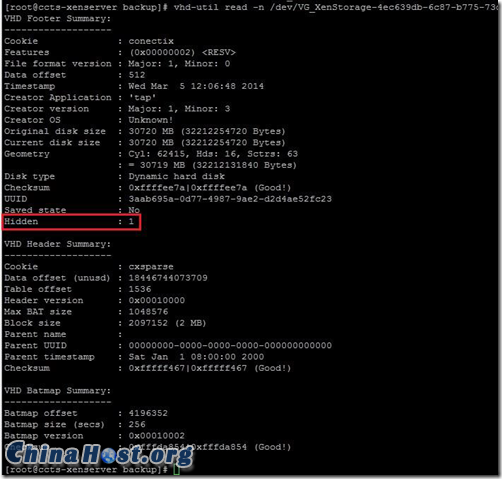 [root@ccts-xenserver backup]# vhd-util read -n /dev/VG_XenStorage-4ec639db-6c87-b775-73d
VHD Footer Summary:
-------------------
Cookie : conectix
Features : (0x00000002) <RESV>
File format version : Major: 1, Minor: 0
Data offset : 512
Timestamp : Wed Mar 5 12:06:48 2014
Creator Application : 'tap'
Creator version : Major: 1, Minor: 3
Creator OS : Unknown!
Original disk size : 30720 MB (32212254720 Bytes)
Current disk size : 30720 MB (32212254720 Bytes)
Geometry : Cyl: 62415, Hds: 16, Sctrs: 63
: = 30719 MB (32212131840 Bytes)
Disk type : Dynamic hard disk
Checksum : 0xffffee7a|0xffffee7a (Good!)
UUID : 3aab695a-0d77-4987-9ae2-d2d4ae52fc23
Saved state : No
Hidden : 1
VHD Header Summary:
-------------------
Cookie : cxsparse
Data offset (unusd) : 18446744073709
Table offset : 1536
Header version : 0x00010000
Max BAT size : 1048576
Block size : 2097152 (2 MB)
Parent name :
Parent UUID : 00000000-0000-0000-0000-000000000000
Parent timestamp : Sat Jan 1 08:00:00 2000
Checksum : 0xfffff467|0xfffff467 (Good!)
VHD Batmap Summary:
-------------------
Batmap offset : 4196352
Batmap size (secs) : 256
Batmap version : 0x00010002
0xfffda854 (Good!)
ChinaHost.org
[root@ccts-xenserver backup]#